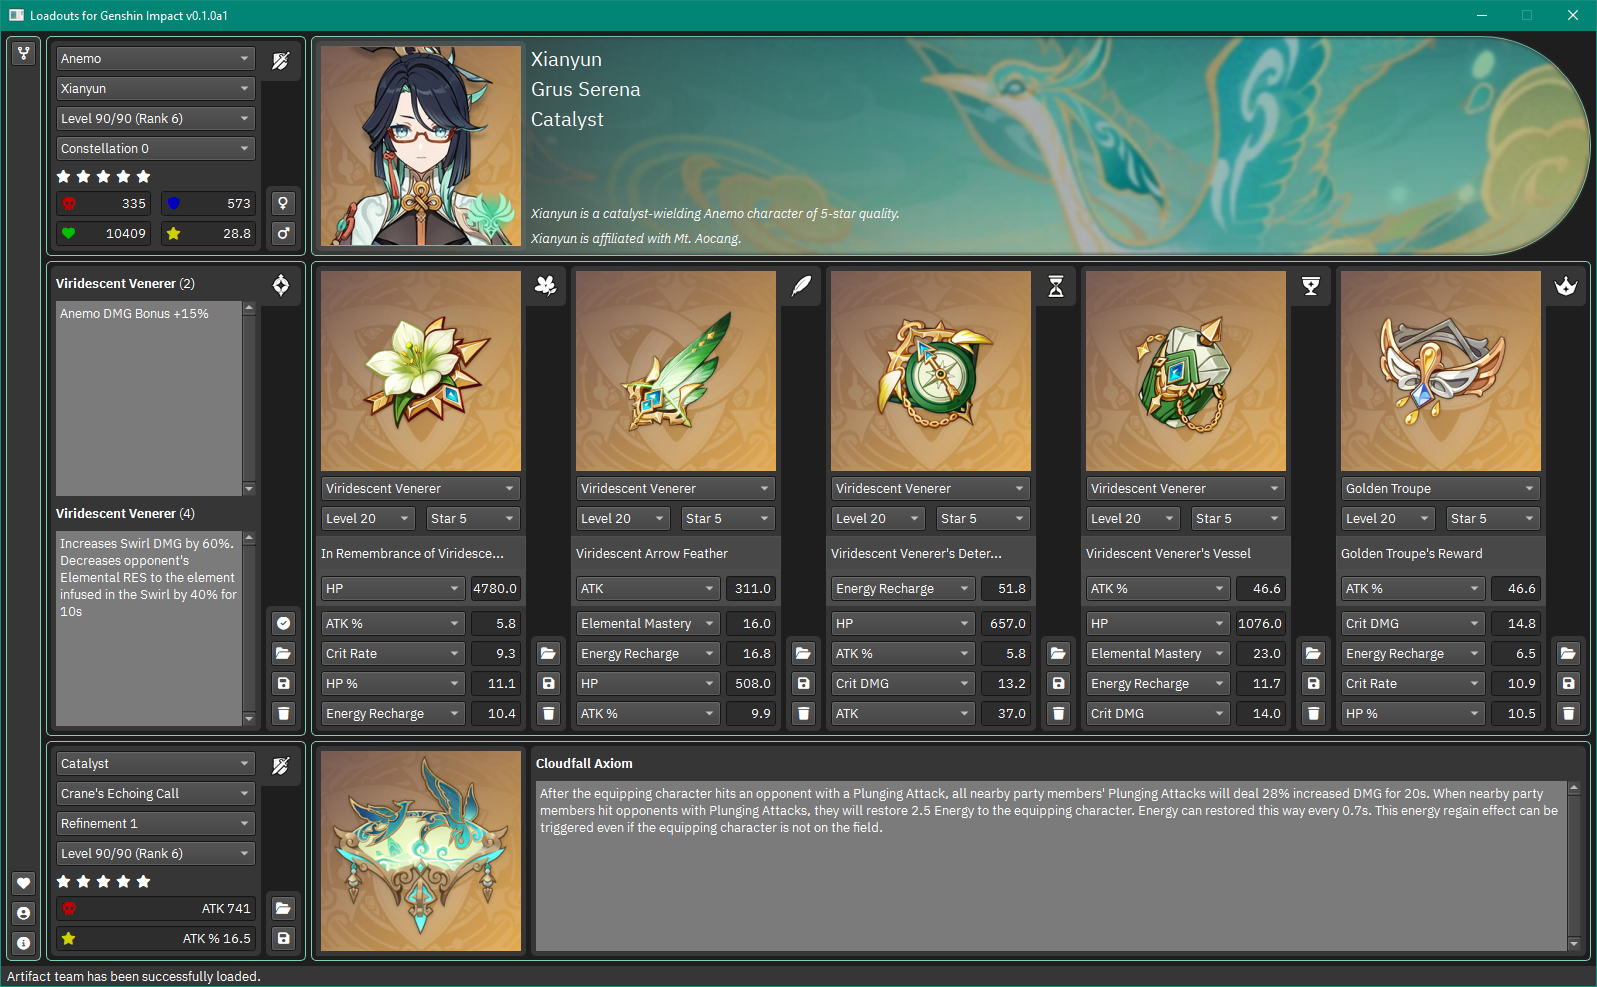 Loadouts for Genshin Impact v0.1.0a1
Anemo
Xianyun
Level 90/90 (Rank 6)
Constellation 0
335
573
10409
28.8
Xianyun
Grus Serena
Catalyst
Xianyun is a catalyst-wielding Anemo character of 5-star quality.
Xianyun is affiliated with Mt. Aocang.
Viridescent Venerer (2)
Anemo DMG Bonus +15%
Viridescent Venerer (4)
Increases Swirl DMG by 60%.
Decreases opponent's
Elemental RES to the element
infused in the Swirl by 40% for
10s
Viridescent Venerer
Level 20
Star 5
In Remembrance of Viridesce...
HP
4780.0
ATK %
5.8
Crit Rate
9.3
HP %
11.1
Energy Recharge
10.4
Viridescent Venerer
Level 20
Star 5
Viridescent Arrow Feather
ATK
311.0
Elemental Mastery
16.0
Energy Recharge
16.8
HP
508.0
ATK %
9.9
Viridescent Venerer
Level 20
Star 5
Viridescent Venerer's Deter...
Energy Recharge
51.8
HP
657.0
ATK %
5.8
Crit DMG
13.2
ATK
37.0
Viridescent Venerer
Level 20
Star 5
Viridescent Venerer's Vessel
ATK %
46.6
HP
1076.0
Elemental Mastery
23.0
Energy Recharge
11.7
Crit DMG
14.0
Golden Troupe
Level 20
Star 5
Golden Troupe's Reward
ATK %
46.6
Crit DMG
14.8
Energy Recharge
6.5
Crit Rate
10.9
HP %
10.5
Catalyst
Crane's Echoing Call
Refinement 1
Level 90/90 (Rank 6)
ATK 741
ATK % 16.5
Cloudfall Axiom
After the equipping character hits an opponent with a Plunging Attack, all nearby party members' Plunging Attacks will deal 28% increased DMG for 20s. When nearby party
members hit opponents with Plunging Attacks, they will restore 2.5 Energy to the equipping character. Energy can restored this way every 0.7s. This energy regain effect can be
triggered even if the equipping character is not on the field.
Artifact team has been successfully loaded.